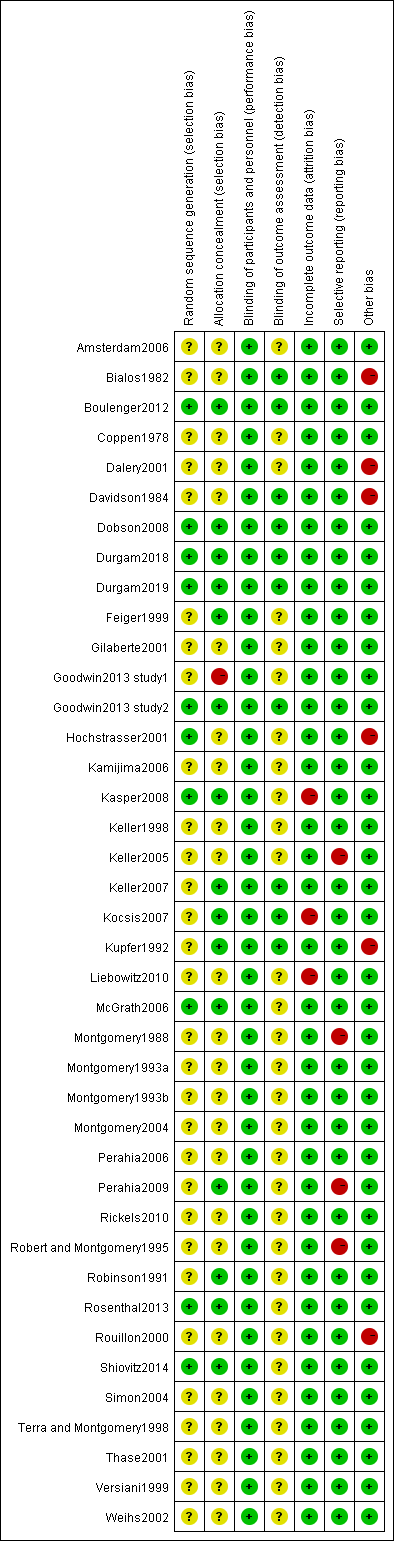 Random sequence generation (selection bias)
Allocation concealment (selection bias)
Blinding of participants and personnel (performance bias)
Blinding of outcome assessment (detection bias)
Incomplete outcome data (attrition bias)
Selective reporting (reporting bias)
Other bias
Amsterdam2006 ? ? + ? + + +
Bialos1982 ? ? + + + + -
Boulenger2012 + + + + + + +
Coppen1978 ? ? + ? + + +
Dalery2001 ? ? + ? + + -
Davidson1984 ? ? + + + + -
Dobson2008 + + + + + + +
Durgam2018 + + + + + + +
Durgam2019 + + + + + + +
Feiger1999 ? + + ? + + +
Gilaberte2001 ? ? + ? + + +
Goodwin2013 study1 ? - + ? + + +
Goodwin2013 study2 + + + + + + +
Hochstrasser2001 + ? + ? + + -
Kamijima2006 ? ? + ? + + +
Kasper2008 + + + ? - + +
Keller1998 ? ? + ? + + +
Keller2005 ? ? + ? + - +
Keller2007 ? + + + + + +
Kocsis2007 ? + + + - + +
Kupfer1992 ? + + + + + -
Liebowitz2010 ? ? + ? - + +
McGrath2006 + + + ? + + +
Montgomery1988 ? ? + ? + - +
Montgomery1993a ? ? + ? + + +
Montgomery1993b ? ? + ? + + +
Montgomery2004 ? ? + ? + + +
Perahia2006 ? ? + ? + + +
Perahia2009 ? + + ? + - +
Rickels2010 ? ? + ? + + +
Robert and Montgomery1995 ? ? + ? + - +
Robinson1991 ? + + ? + + +
Rosenthal2013 + + + ? + + +
Rouillon2000 ? ? + ? + + -
Shiovitz2014 + + + ? + + +
Simon2004 ? ? + ? + + +
Terra and Montgomery1998 ? ? + ? + + +
Thase2001 ? ? + ? + + +
Versiani1999 ? ? + ? + + +
Weihs2002 ? ? + ? + + +